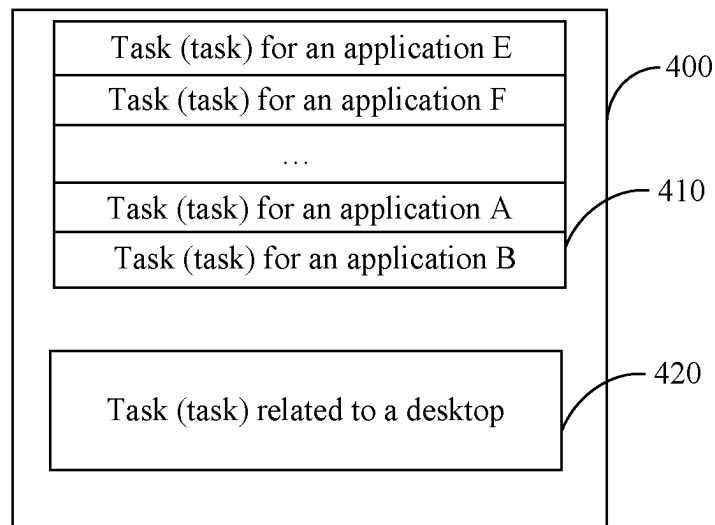 Task (task) for an application E
Task (task) for an application F
400
...
Task (task) for an application A
410
Task (task) for an application B
420
Task (task) related to a desktop